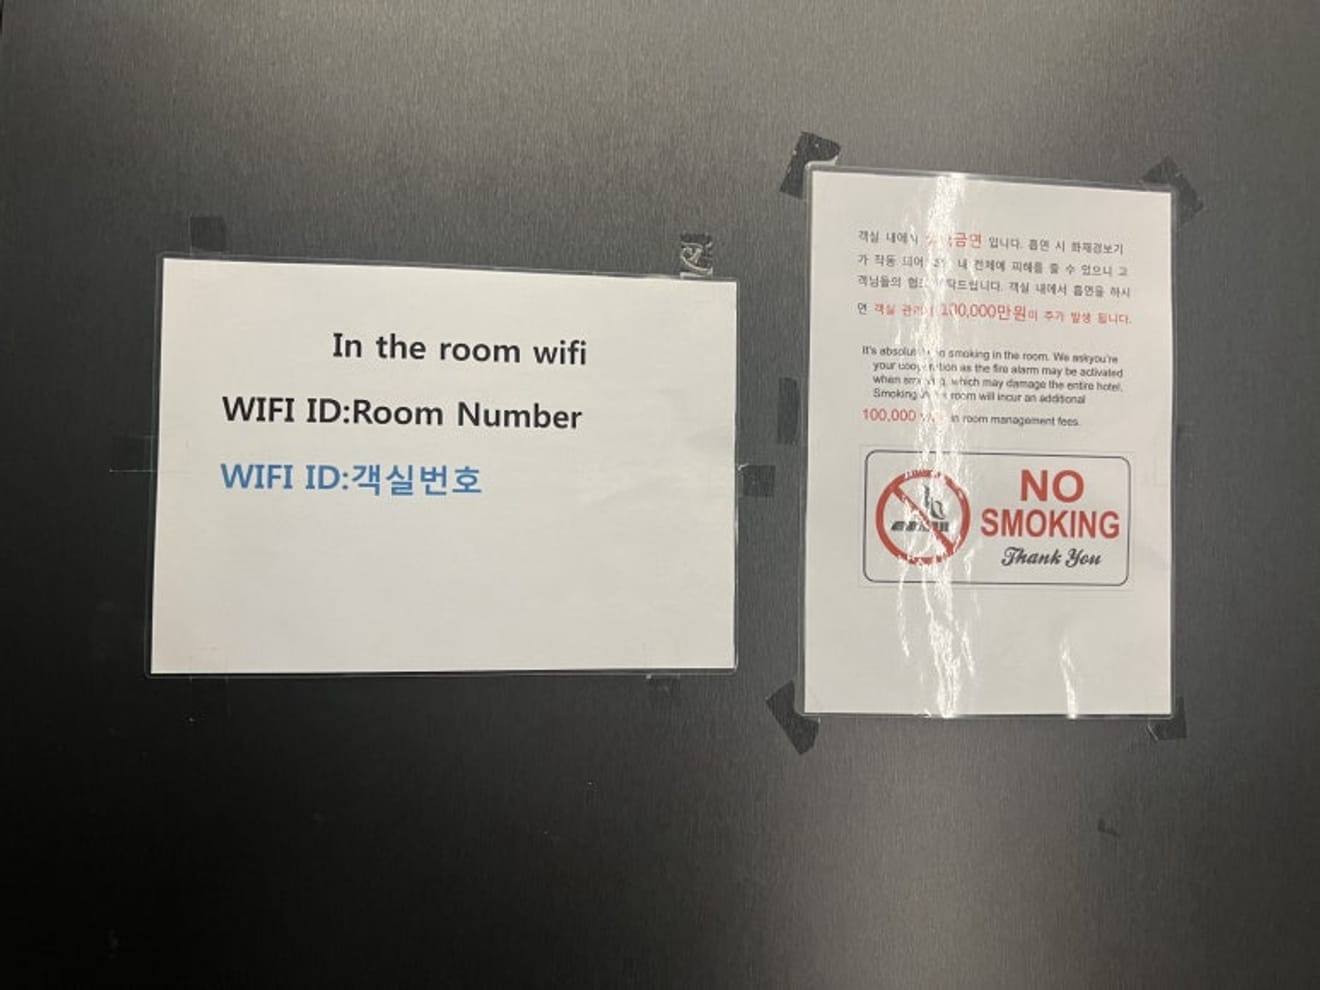 In the room wifi
WIFI ID:Room Number
WIFI ID:객실번호
객실 내에서 금연 입니다. 흡연 시 화재경보기
가 작동 되어 내 전체에 피해를 줄 수 있으니 고
객님들의 드립니다. 객실 내에서 흡연을 하시
면 객실 100,000만원이 추가 발생 됩니다.
It's smoking in the room. We askyou're
your as the fire alarm may be activated
when which may damage the entire hotel.
Smoking room will incur an additional
100,000 in room management fees.
NO
SMOKING
Thank You